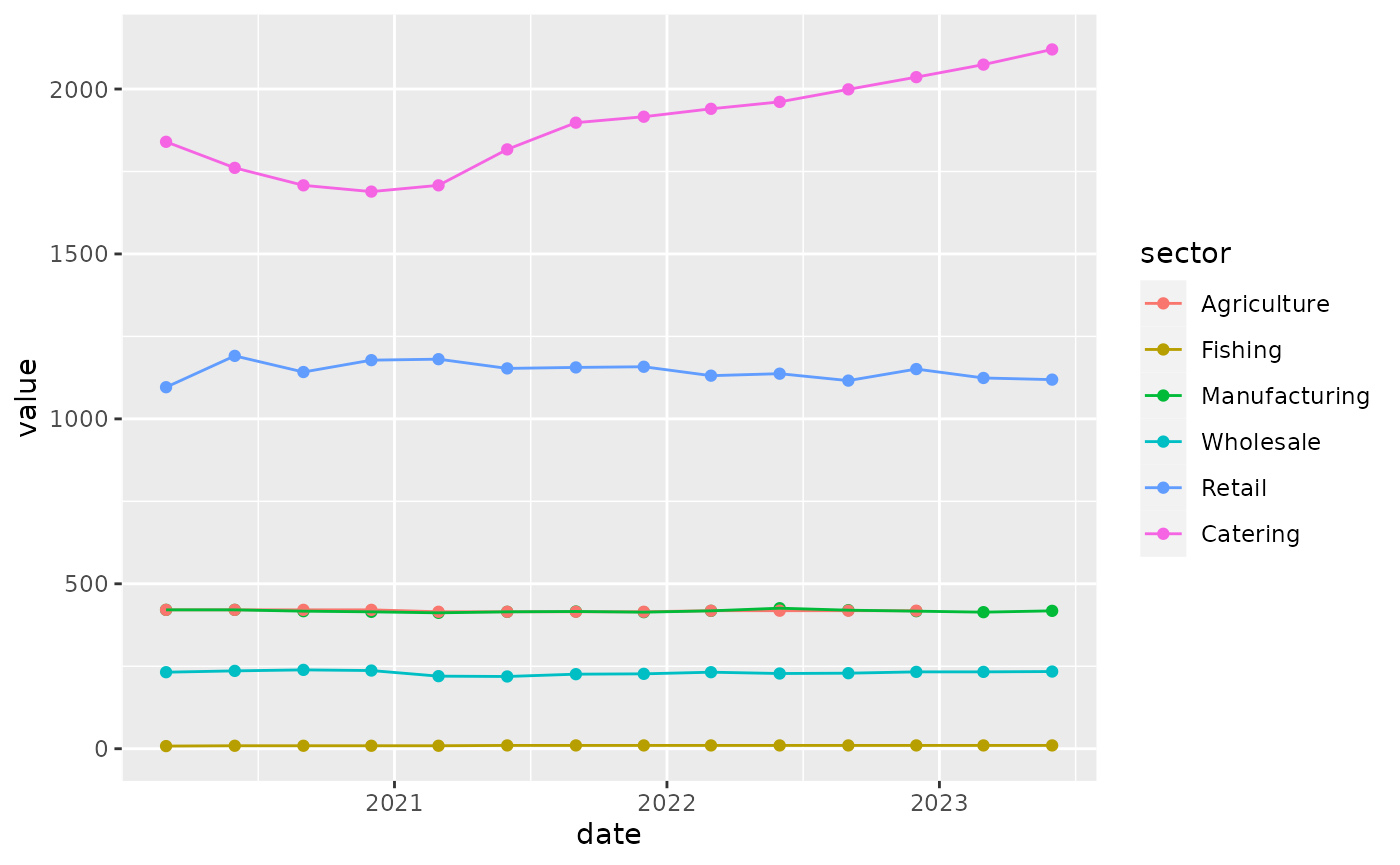 2000
1500
1000
500
0
value
2021
2022
2023
date
sector
Agriculture
Fishing
Manufacturing
Wholesale
Retail
Catering